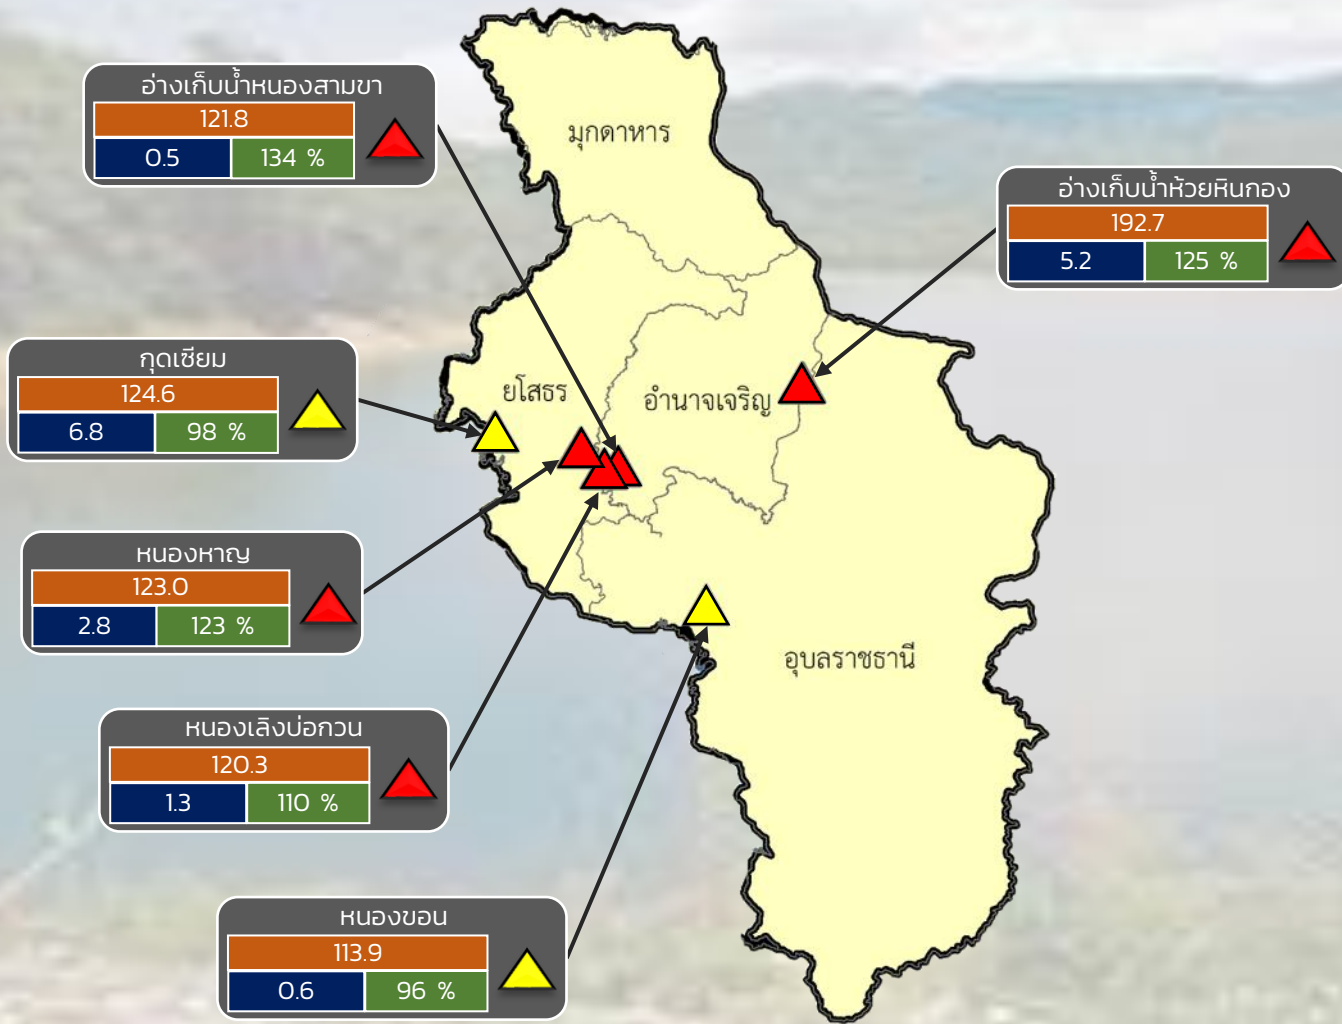 อ่างเก็บน้ำหนองสามขา
121.8
0.5 134 %
มุกดาหาร
อ่างเก็บน้ำห้วยหินกอง
192.7
5.2 125 %
กุดเซียม
124.6
6.8 98 %
ยโสธร
อำนาจเจริญ
หนองหาญ
123.0
2.8 123 %
อุบลราชธานี
หนองเลิงบ่อกวน
120.3
1.3 110 %
หนองขอน
113.9
0.6 96 %